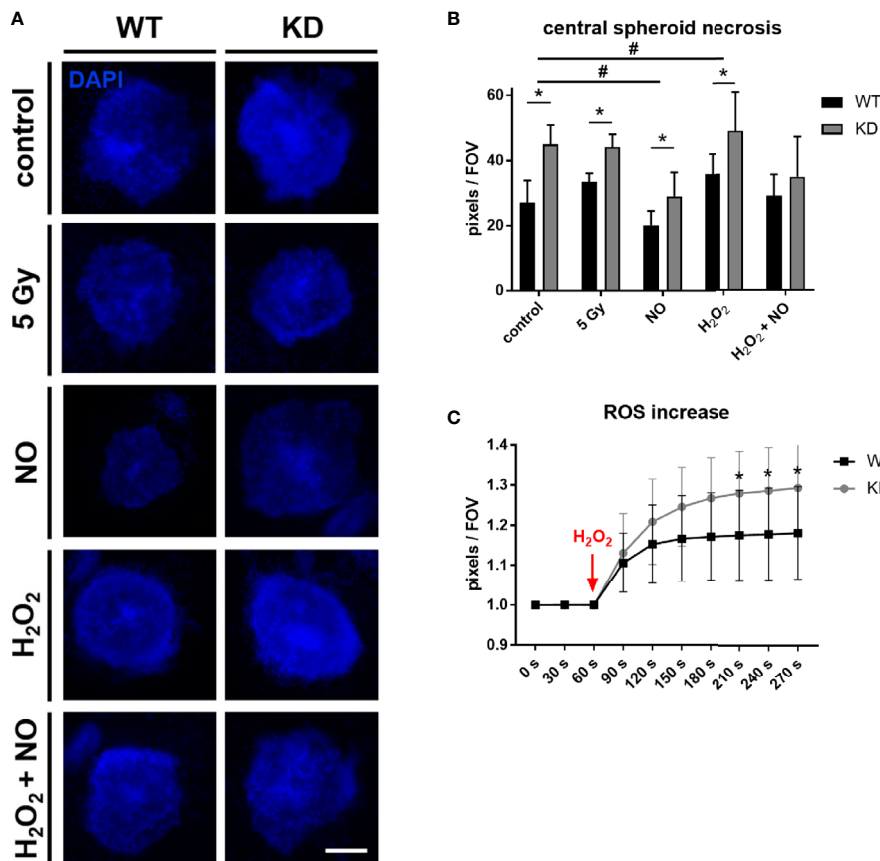 A
WT
KD
DAPI
control
5 Gy
NO
H₂O₂
H₂O₂ + NO
B
central spheroid necrosis
#
#
*
*
*
*
WT
KD
pixels / FOV
60
40
20
0
control
5 Gy
NO
H₂O₂
H₂O₂ + NO
C
ROS increase
W
K
pixels / FOV
1.4
1.3
1.2
1.1
1.0
0.9
H₂O₂
* * *
0 s
30 s
60 s
90 s
120 s
150 s
180 s
210 s
240 s
270 s